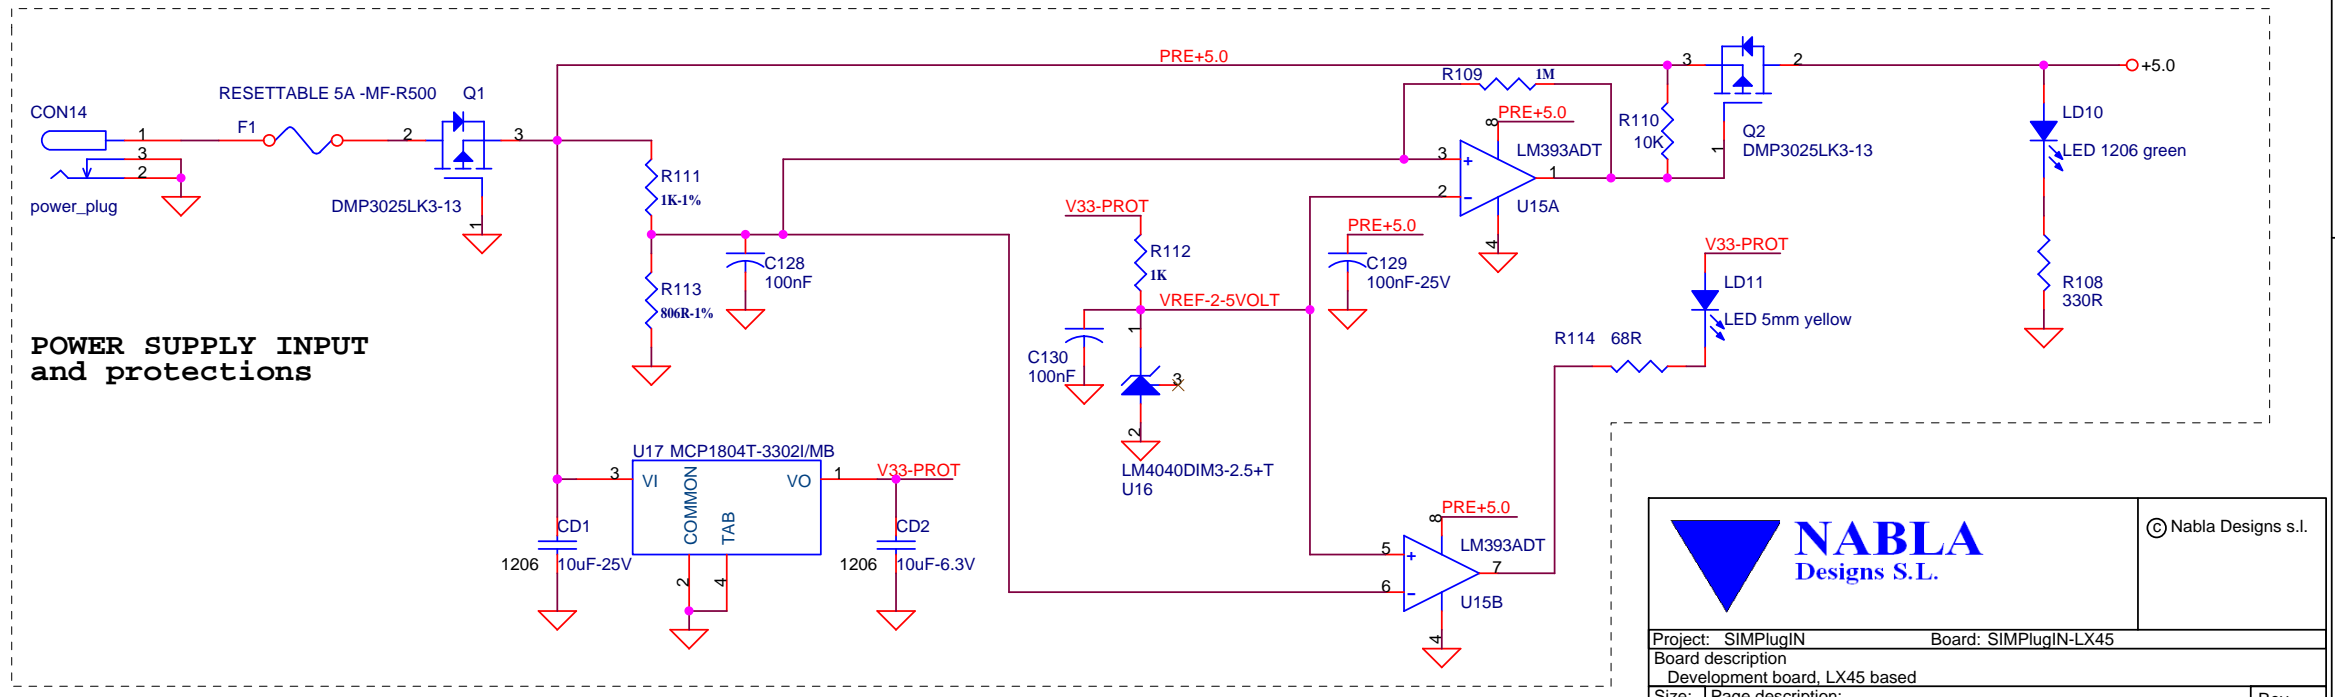 PRE+5.0
3
2
+5.0
R109
1M
RESETTABLE 5A -MF-R500
Q1
CON14
F1
1
3
2
2
3
power_plug
DMP3025LK3-13
1
R111
1K-1%
PRE+5.0
8
3
2
1
4
LM393ADT
U15A
R110
10K
1
Q2
DMP3025LK3-13
LD10
LED 1206 green
R108
330R
V33-PROT
R112
1K
PRE+5.0
C129
100nF-25V
C128
100nF
R113
806R-1%
VREF-2-5VOLT
1
C130
100nF
3
2
LM4040DIM3-2.5+T
U16
V33-PROT
LD11
LED 5mm yellow
R114 68R
POWER SUPPLY INPUT
and protections
U17 MCP1804T-3302I/MB
3
VI
COMMON
TAB
VO
1
V33-PROT
2
4
CD1
1206
10uF-25V
CD2
1206
10uF-6.3V
PRE+5.0
8
5
6
7
4
LM393ADT
U15B
NABLA
Designs S.L.
© Nabla Designs s.l.
Project: SIMPlugIN Board: SIMPlugIN-LX45
Board description
Development board, LX45 based
Size: Page description: Rev